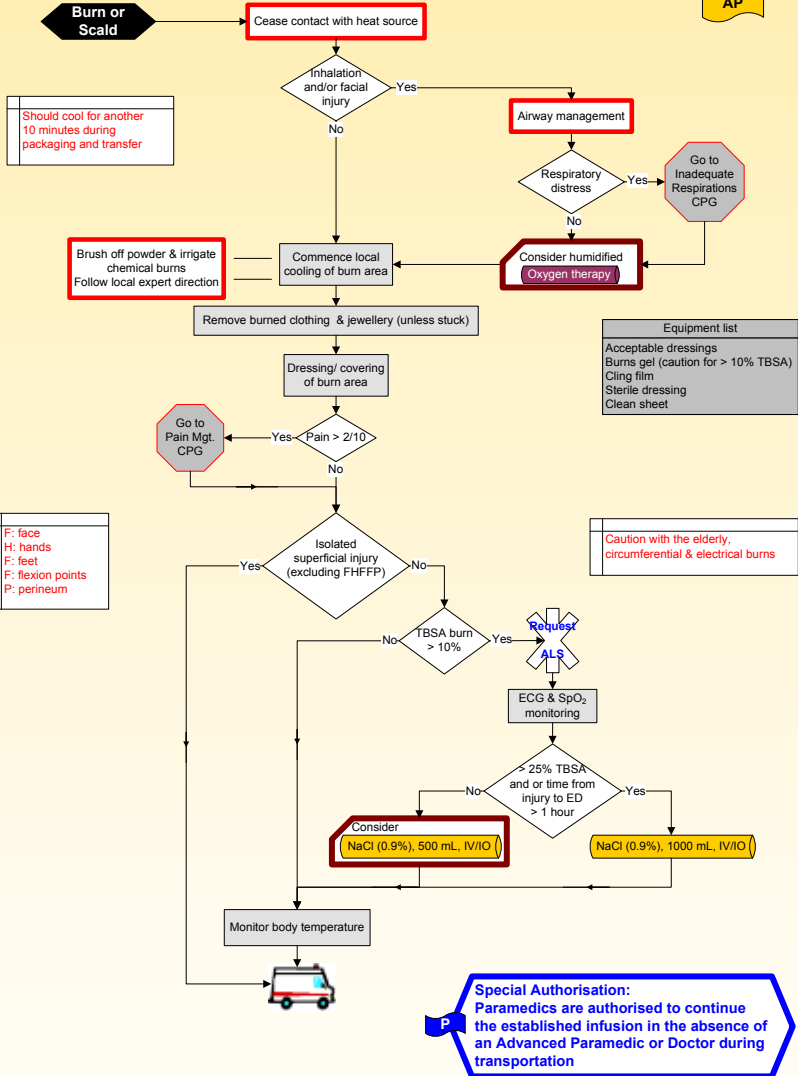 Burn or
Scald
Cease contact with heat source
AP
Inhalation
and/or facial
injury
Yes
No
Should cool for another
10 minutes during
packaging and transfer
Airway management
Respiratory
distress
Yes
No
Go to
Inadequate
Respirations
CPG
Brush off powder & irrigate
chemical burns
Follow local expert direction
Commence local
cooling of burn area
Consider humidified
Oxygen therapy
Remove burned clothing & jewellery (unless stuck)
Equipment list
Acceptable dressings
Burns gel (caution for > 10% TBSA)
Cling film
Sterile dressing
Clean sheet
Dressing/ covering
of burn area
Go to
Pain Mgt.
CPG
Yes
Pain > 2/10
No
F: face
H: hands
F: feet
F: flexion points
P: perineum
Isolated
superficial injury
(excluding FHFFP)
Yes
No
Caution with the elderly,
circumferential & electrical burns
TBSA burn
> 10%
No
Yes
Request
ALS
ECG & SpO2
monitoring
> 25% TBSA
and or time from
injury to ED
> 1 hour
No
Yes
Consider
NaCl (0.9%), 500 mL, IV/IO
NaCl (0.9%), 1000 mL, IV/IO
Monitor body temperature
P
Special Authorisation:
Paramedics are authorised to continue
the established infusion in the absence of
an Advanced Paramedic or Doctor during
transportation